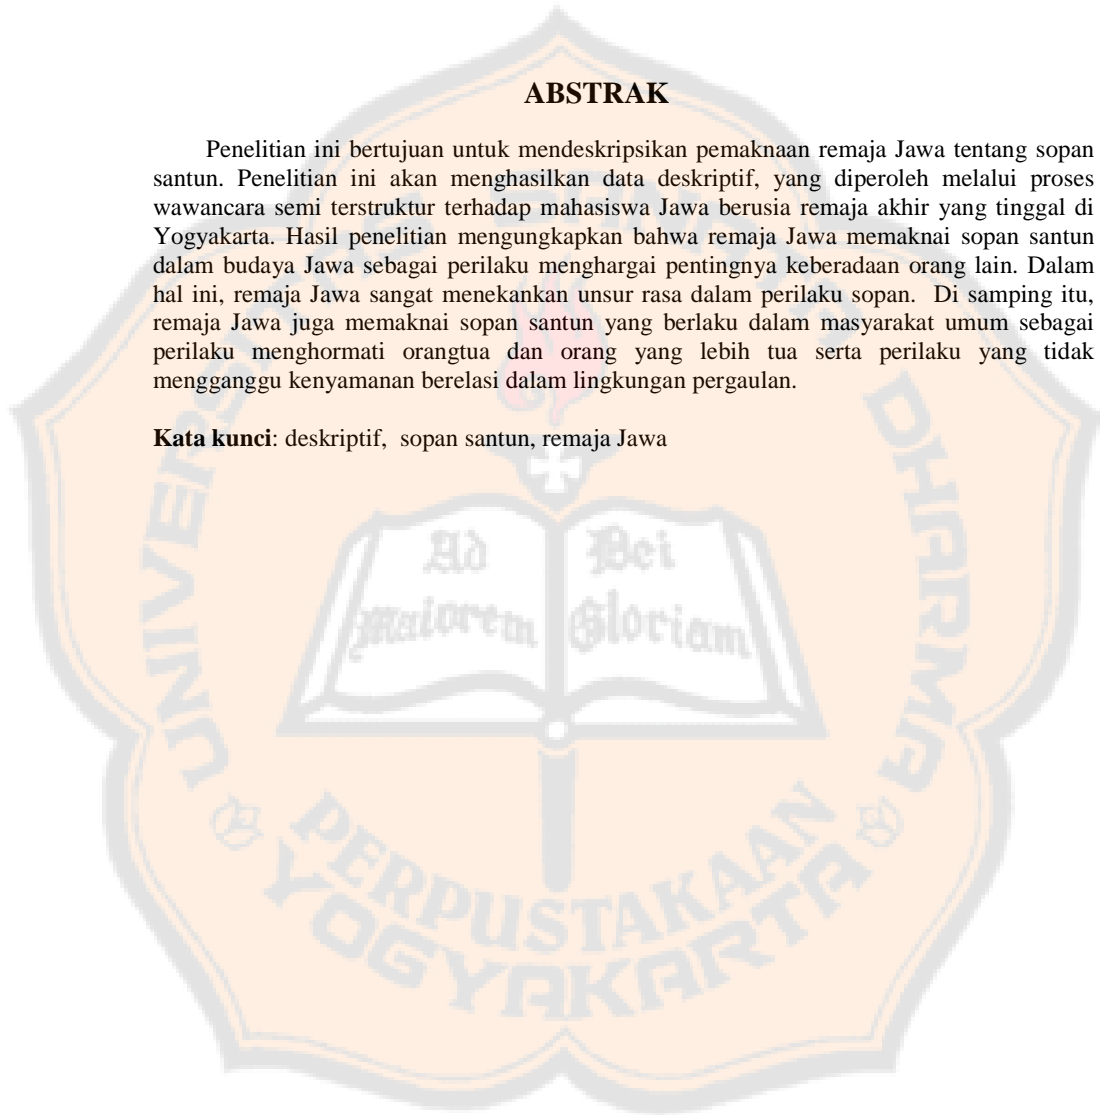 ABSTRAK
Penelitian ini bertujuan untuk mendeskripsikan pemaknaan remaja Jawa tentang sopan
santun. Penelitian ini akan menghasilkan data deskriptif, yang diperoleh melalui proses
wawancara semi terstruktur terhadap mahasiswa Jawa berusia remaja akhir yang tinggal di
Yogyakarta. Hasil penelitian mengungkapkan bahwa remaja Jawa memaknai sopan santun
dalam budaya Jawa sebagai perilaku menghargai pentingnya keberadaan orang lain. Dalam
hal ini, remaja Jawa sangat menekankan unsur rasa dalam perilaku sopan.  Di samping itu,
remaja Jawa juga memaknai sopan santun yang berlaku dalam masyarakat umum sebagai
perilaku menghormati orangtua dan orang yang lebih tua serta perilaku yang tidak
mengganggu kenyamanan berelasi dalam lingkungan pergaulan.
Kata kunci: deskriptif,  sopan santun, remaja Jawa
UNIVERSITAS SANATA DHARMA
Ad
maiorem
Dei
Gloriam
PERPUSTAKAAN
YOGYAKARTA